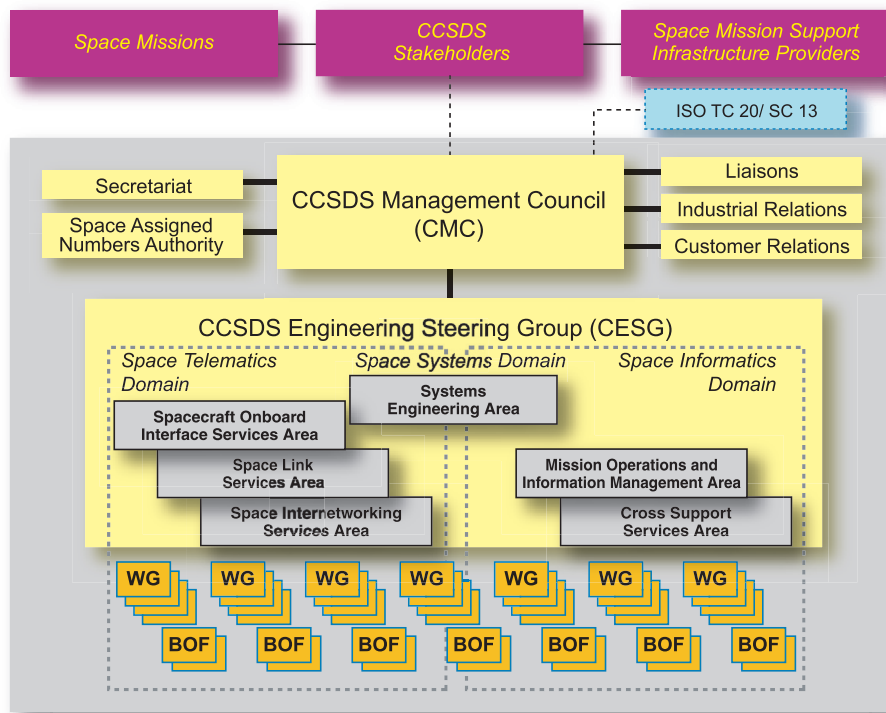 Space Missions
CCSDS
Stakeholders
Space Mission Support
Infrastructure Providers
ISO TC 20/ SC 13
Secretariat
Space Assigned
Numbers Authority
CCSDS Management Council
(CMC)
Liaisons
Industrial Relations
Customer Relations
CCSDS Engineering Steering Group (CESG)
Space Telematics
Domain
Space Systems Domain
Space Informatics
Domain
Systems
Engineering Area
Spacecraft Onboard
Interface Services Area
Space Link
Services Area
Space Internetworking
Services Area
Mission Operations and
Information Management Area
Cross Support
Services Area
WG WG WG WG WG WG WG
BOF BOF BOF BOF BOF BOF BOF